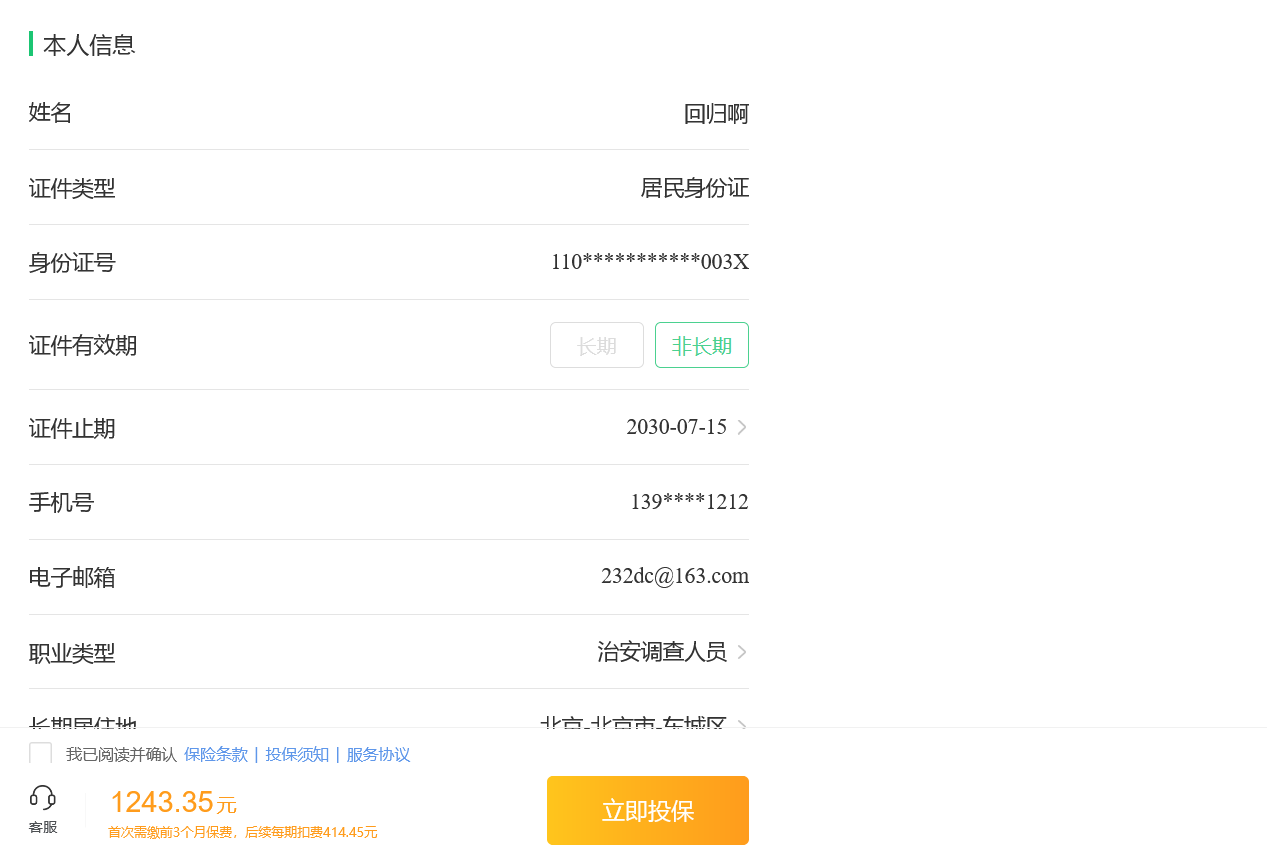 本人信息
姓名 回归啊
证件类型 居民身份证
身份证号 110***********003X
证件有效期 长期 非长期
证件止期 2030-07-15
手机号 139****1212
电子邮箱 232dc@163.com
职业类型 治安调查人员
长期居住地 北京-北京市-东城区
我已阅读并确认 保险条款 | 投保须知 | 服务协议
1243.35元
客服 首次需缴前3个月保费，后续每期扣费414.45元
立即投保